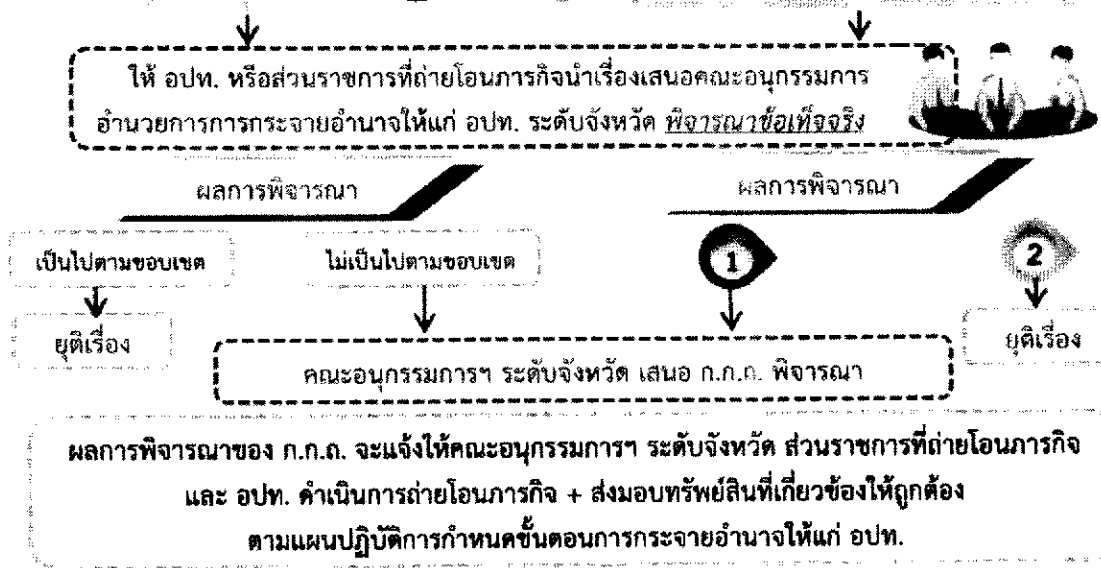 ให้ อปท. หรือส่วนราชการที่ถ่ายโอนภารกิจนำเรื่องเสนอคณะอนุกรรมการ
อำนวยการการกระจายอำนาจให้แก่ อปท. ระดับจังหวัด พิจารณาข้อเท็จจริง
ผลการพิจารณา
ผลการพิจารณา
เป็นไปตามขอบเขต
ไม่เป็นไปตามขอบเขต
1
2
ยุติเรื่อง
ยุติเรื่อง
คณะอนุกรรมการฯ ระดับจังหวัด เสนอ ก.ก.ถ. พิจารณา
ผลการพิจารณาของ ก.ก.ถ. จะแจ้งให้คณะอนุกรรมการฯ ระดับจังหวัด ส่วนราชการที่ถ่ายโอนภารกิจ
และ อปท. ดำเนินการถ่ายโอนภารกิจ + ส่งมอบทรัพย์สินที่เกี่ยวข้องให้ถูกต้อง
ตามแผนปฏิบัติการกำหนดขั้นตอนการกระจายอำนาจให้แก่ อปท.